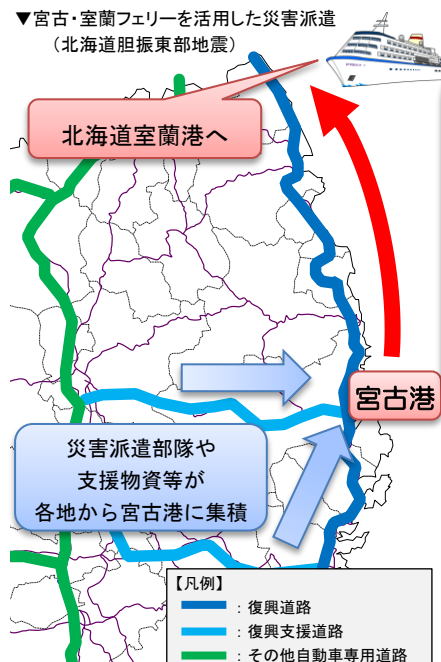 ▼宮古・室蘭フェリーを活用した災害派遣
（北海道胆振東部地震）
北海道室蘭港へ
宮古港
災害派遣部隊や
支援物資等が
各地から宮古港に集積
【凡例】
：復興道路
：復興支援道路
：その他自動車専用道路